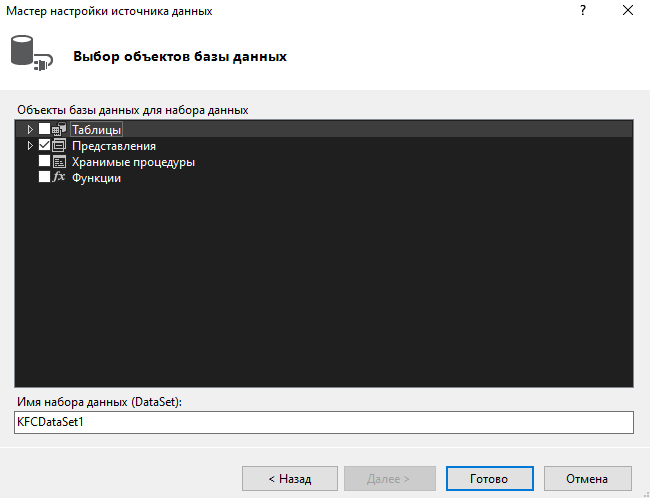 Мастер настройки источника данных
?
Выбор объектов базы данных
Объекты базы данных для набора данных
Таблицы
Представления
Хранимые процедуры
fx Функции
Имя набора данных (DataSet):
KFCDataSet1
< Назад Далее > Готово Отмена